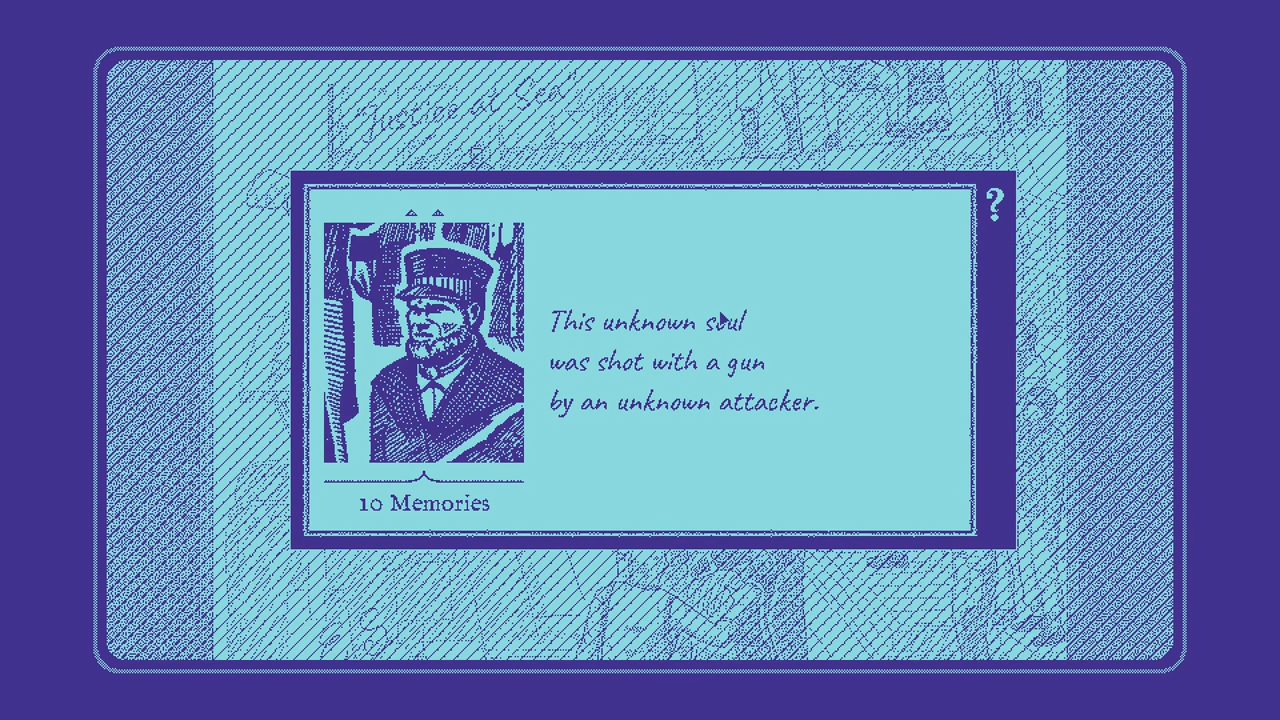 Justice at Sea
?
This unknown soul
was shot with a gun
by an unknown attacker.
10 Memories